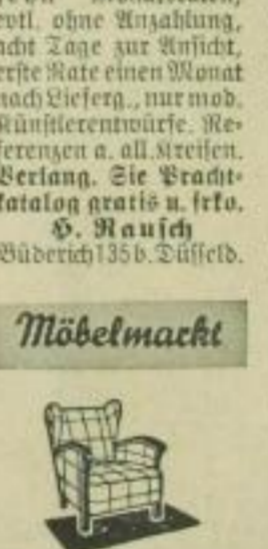 evtl. ohne Anzahlung,
acht Tage zur Ansicht,
erste Rate einen Monat
nach Lieferg., nur mod.
Künstlerentwürfe. Re-
ferenzen a. all. Kreisen.
Verlang. Sie Pracht-
katalog gratis u. frko.
H. Rausch
Büderich 135 b. Düsseld.
Möbelmarkt